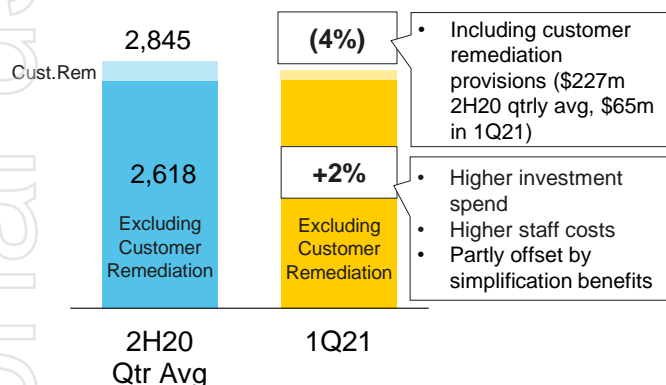 2,845
Cust.Rem
2,618
Excluding
Customer
Remediation
2H20
Qtr Avg
(4%)
+2%
Excluding
Customer
Remediation
1Q21
• Including customer
remediation
provisions ($227m
2H20 qtrly avg, $65m
in 1Q21)
• Higher investment
spend
• Higher staff costs
• Partly offset by
simplification benefits